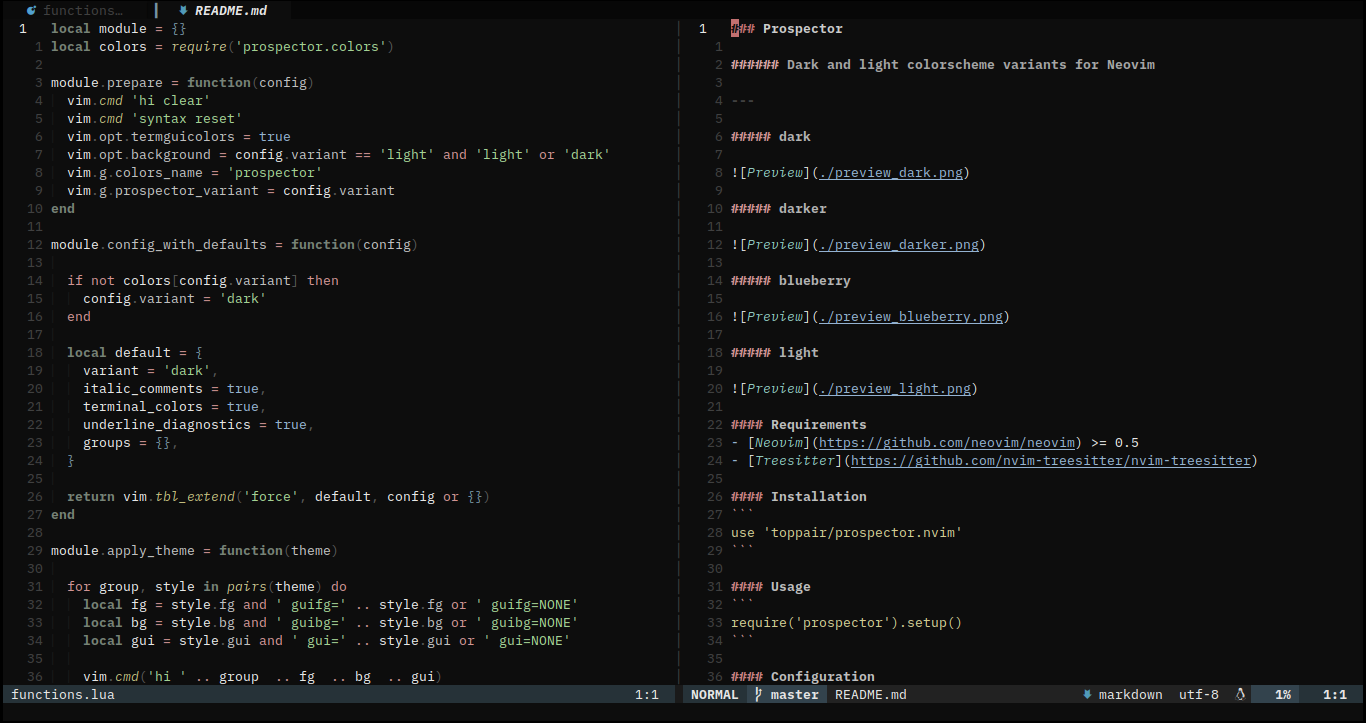 functions… README.md
1 local module = {}
1 local colors = require('prospector.colors')
2
3 module.prepare = function(config)
4 vim.cmd 'hi clear'
5 vim.cmd 'syntax reset'
6 vim.opt.termguicolors = true
7 vim.opt.background = config.variant == 'light' and 'light' or 'dark'
8 vim.g.colors_name = 'prospector'
9 vim.g.prospector_variant = config.variant
10 end
11
12 module.config_with_defaults = function(config)
13
14 if not colors[config.variant] then
15 config.variant = 'dark'
16 end
17
18 local default = {
19 variant = 'dark',
20 italic_comments = true,
21 terminal_colors = true,
22 underline_diagnostics = true,
23 groups = {},
24 }
25
26 return vim.tbl_extend('force', default, config or {})
27 end
28
29 module.apply_theme = function(theme)
30
31 for group, style in pairs(theme) do
32 local fg = style.fg and ' guifg=' .. style.fg or ' guifg=NONE'
33 local bg = style.bg and ' guibg=' .. style.bg or ' guibg=NONE'
34 local gui = style.gui and ' gui=' .. style.gui or ' gui=NONE'
35
36 vim.cmd('hi ' .. group .. fg .. bg .. gui)
functions.lua 1:1
1 ### Prospector
1
2 ###### Dark and light colorscheme variants for Neovim
3
4 ---
5
6 ##### dark
7
8 ![Preview](./preview_dark.png)
9
10 ##### darker
11
12 ![Preview](./preview_darker.png)
13
14 ##### blueberry
15
16 ![Preview](./preview_blueberry.png)
17
18 ##### light
19
20 ![Preview](./preview_light.png)
21
22 #### Requirements
23 - [Neovim](https://github.com/neovim/neovim) >= 0.5
24 - [Treesitter](https://github.com/nvim-treesitter/nvim-treesitter)
25
26 #### Installation
27 ```
28 use 'toppair/prospector.nvim'
29 ```
30
31 #### Usage
32 ```
33 require('prospector').setup()
34 ```
35
36 #### Configuration
NORMAL master README.md markdown utf-8 1% 1:1